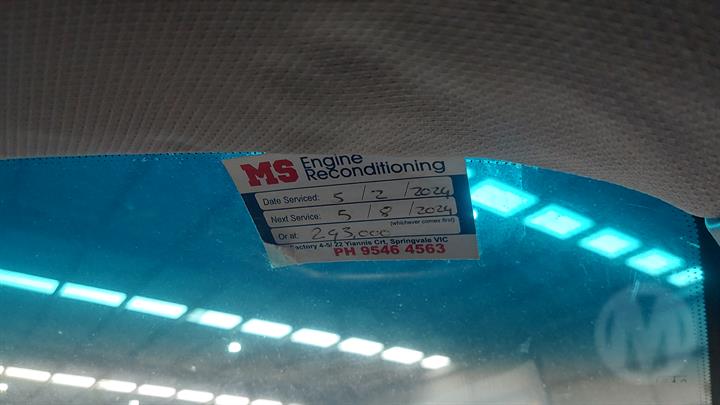 MS Engine Reconditioning
Date Serviced: 5 / 2 / 2024
Next Service: 5 / 8 / 2024
(whichever comes first)
Or at: 293,000
Factory 4-5/ 22 Yiannis Crt, Springvale VIC
PH 9546 4563
M